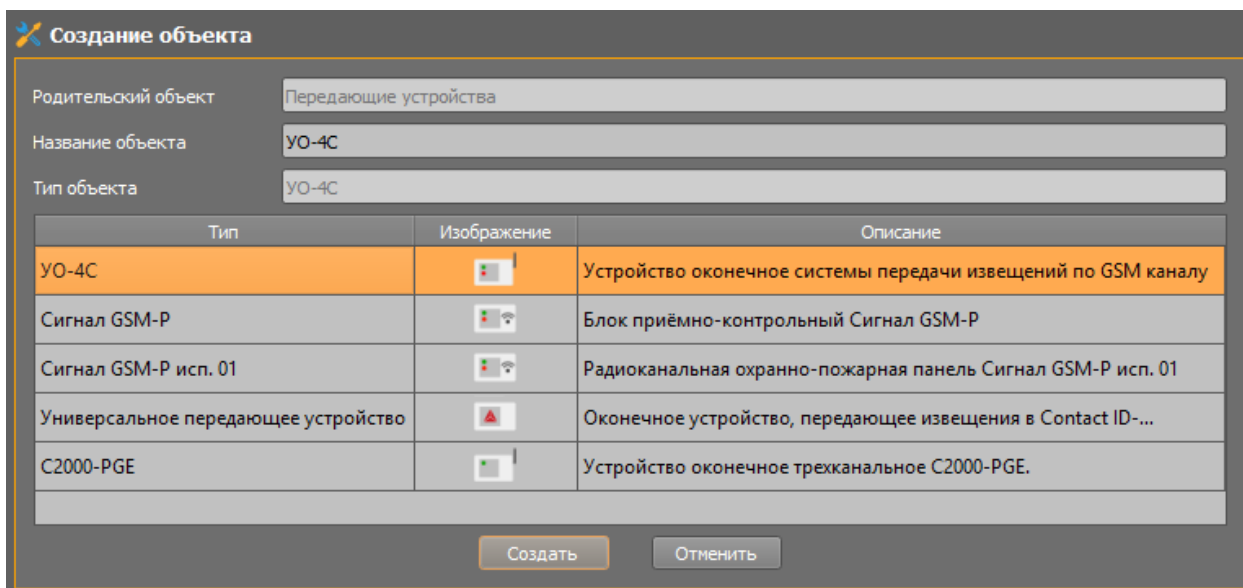 Создание объекта
Родительский объект Передающие устройства
Название объекта УО-4С
Тип объекта УО-4С
Тип Изображение Описание
УО-4С Устройство оконечное системы передачи извещений по GSM каналу
Сигнал GSM-P Блок приёмно-контрольный Сигнал GSM-P
Сигнал GSM-P исп. 01 Радиоканальная охранно-пожарная панель Сигнал GSM-P исп. 01
Универсальное передающее устройство Оконечное устройство, передающее извещения в Contact ID-...
С2000-PGE Устройство оконечное трехканальное С2000-PGE.
Создать Отменить